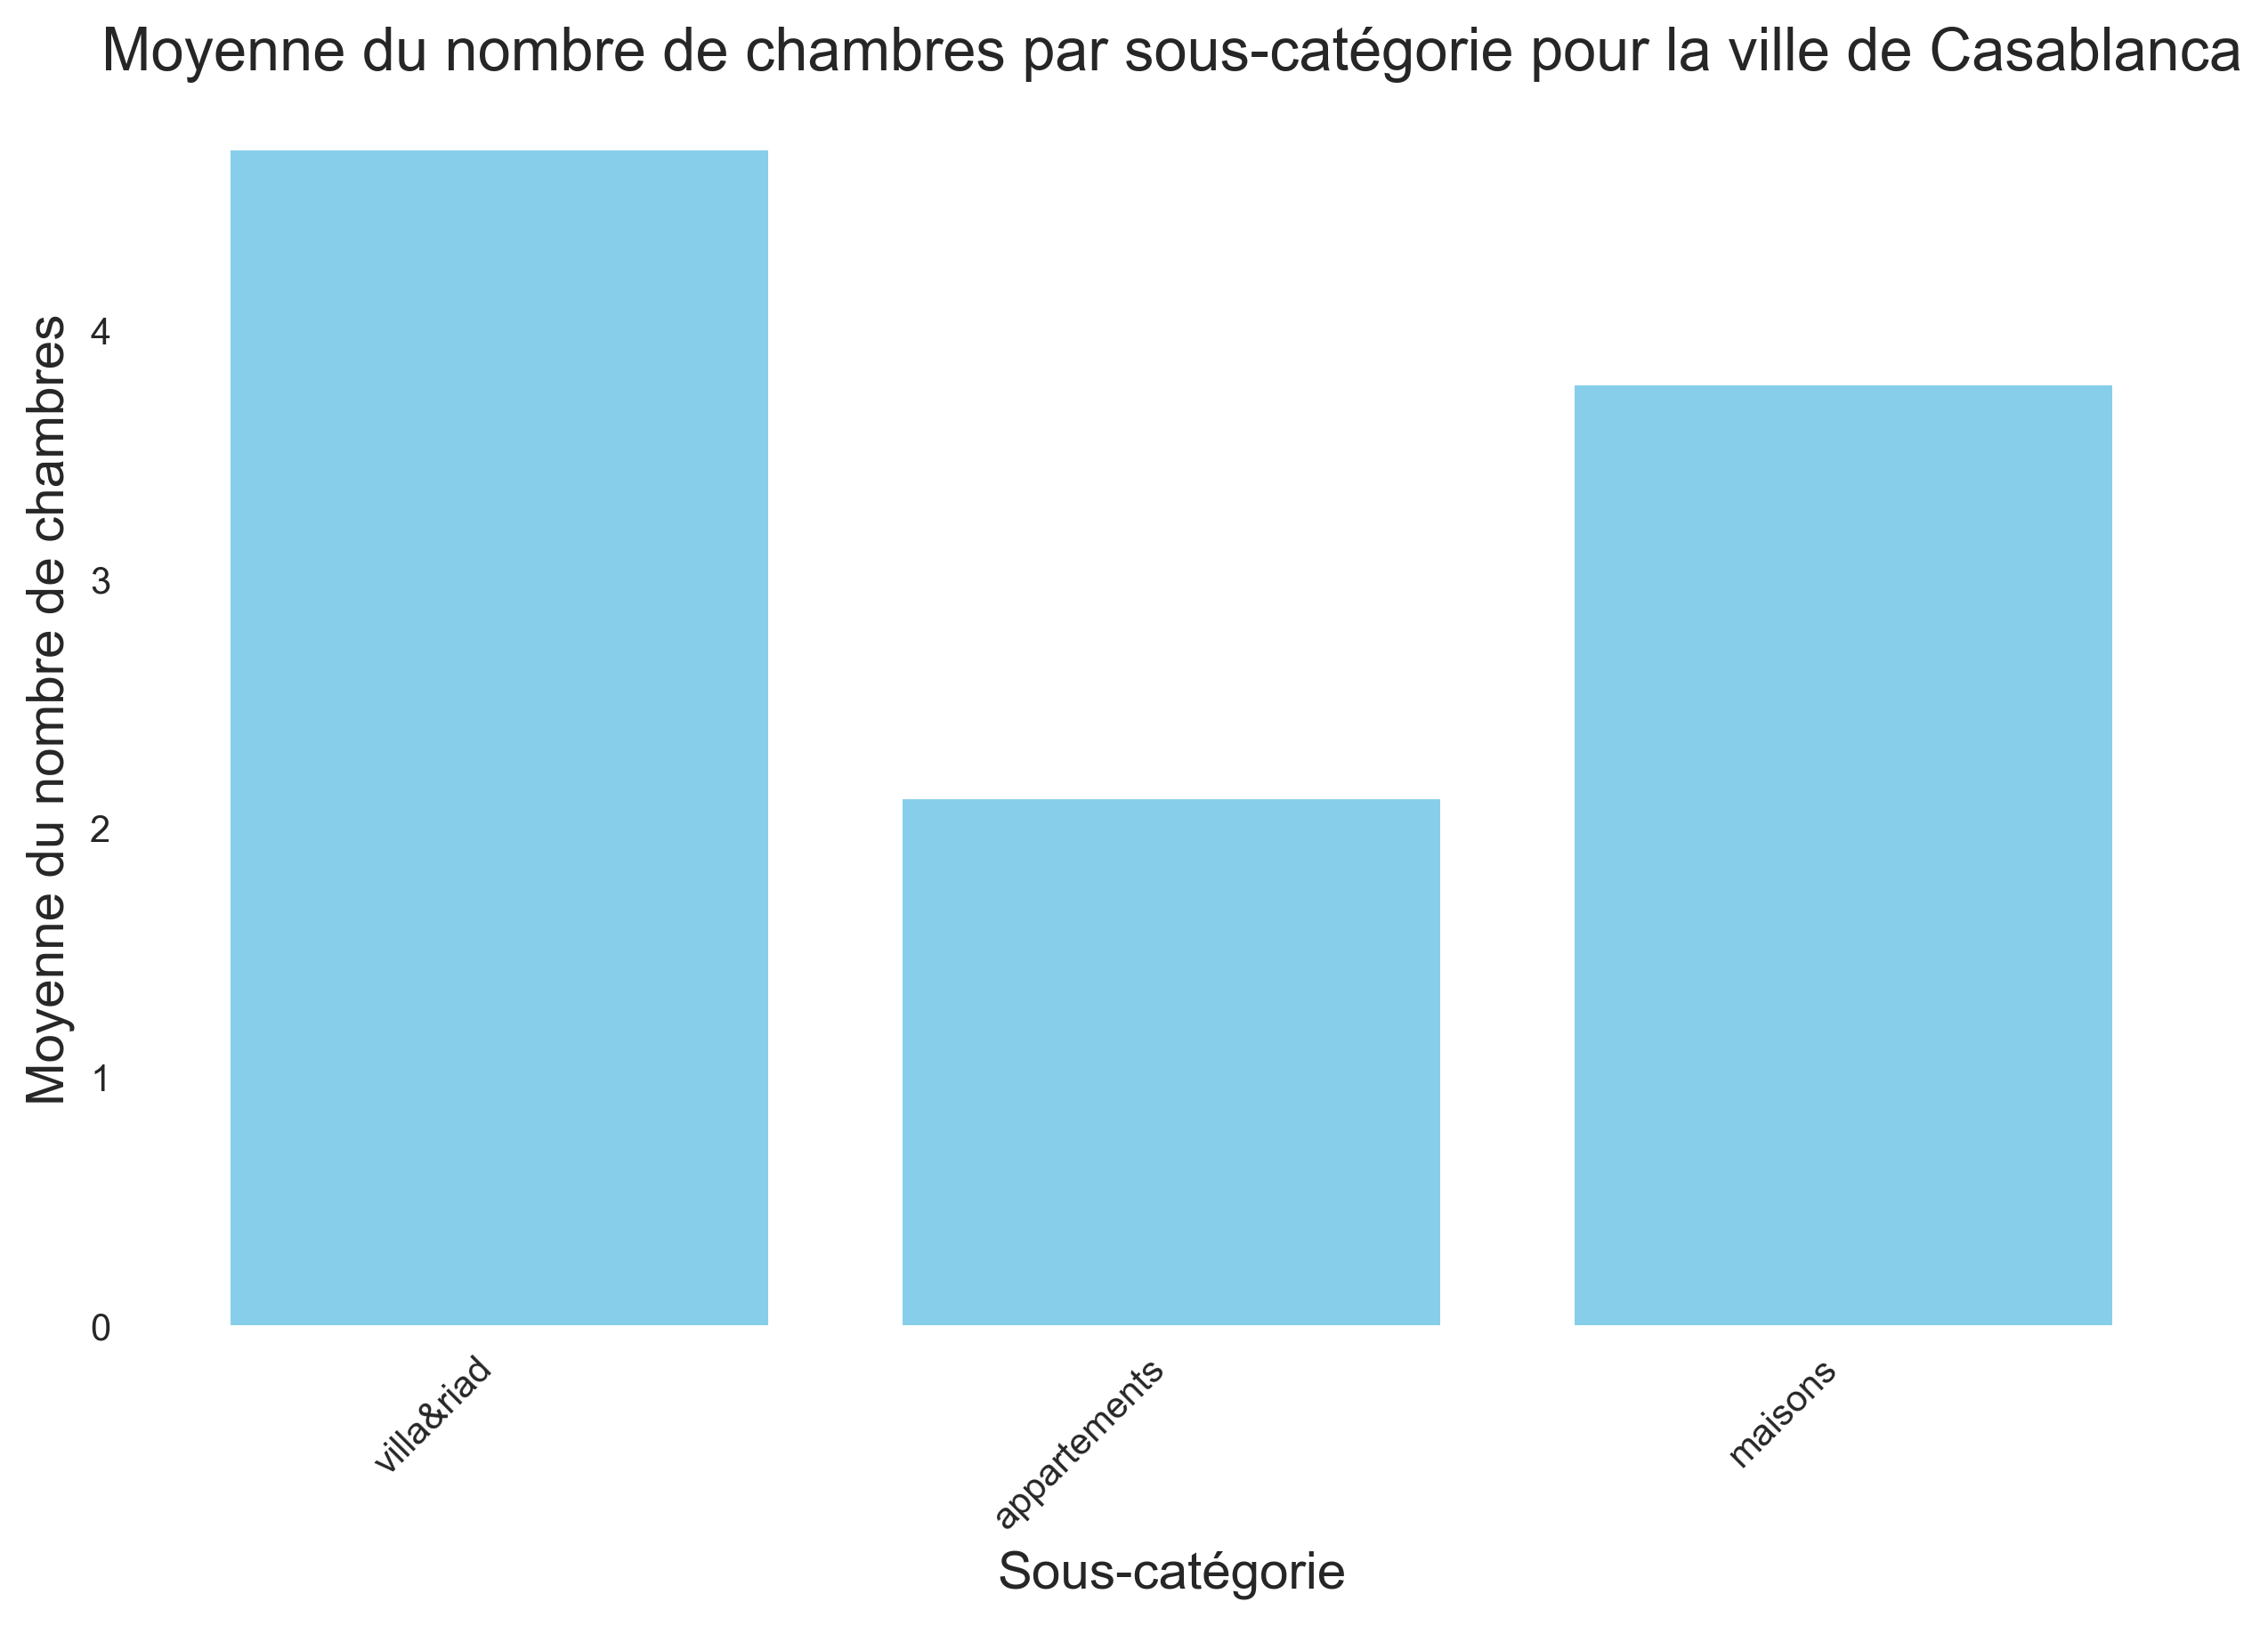 Moyenne du nombre de chambres par sous-catégorie pour la ville de Casablanca
Moyenne du nombre de chambres
4
3
2
1
0
villa&riad
appartements
maisons
Sous-catégorie